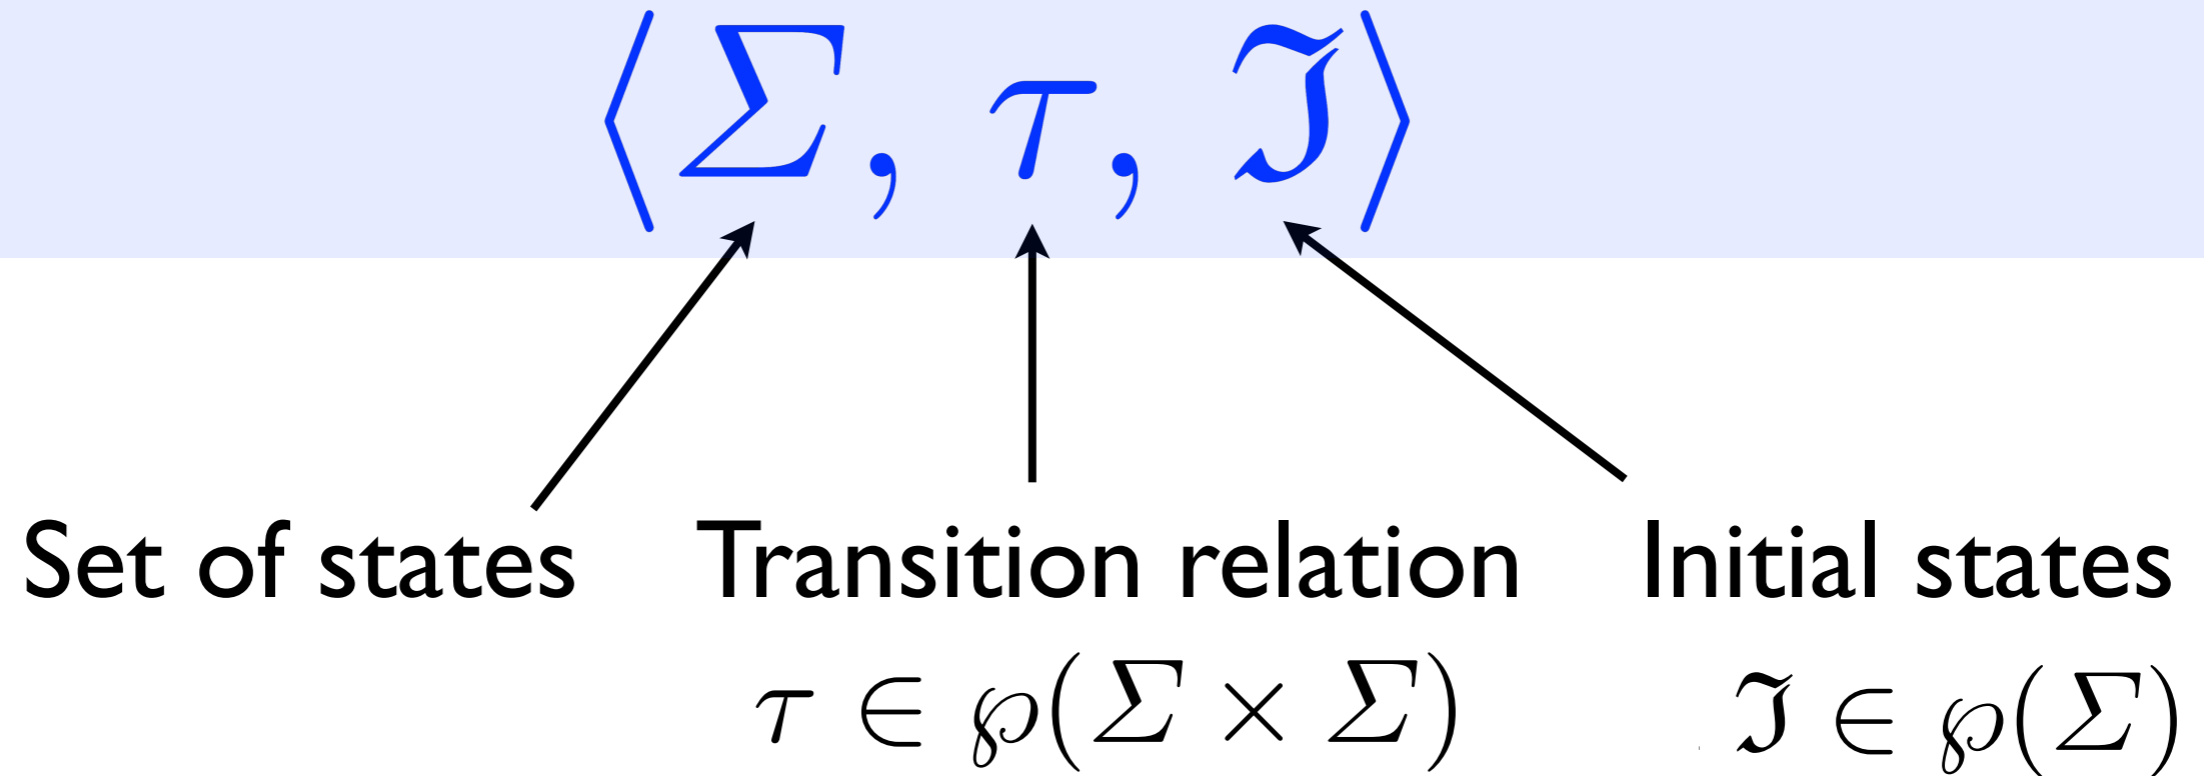 ⟨Σ, τ, ℑ⟩
Set of states Transition relation Initial states
τ ∈ ℘(Σ × Σ) ℑ ∈ ℘(Σ)